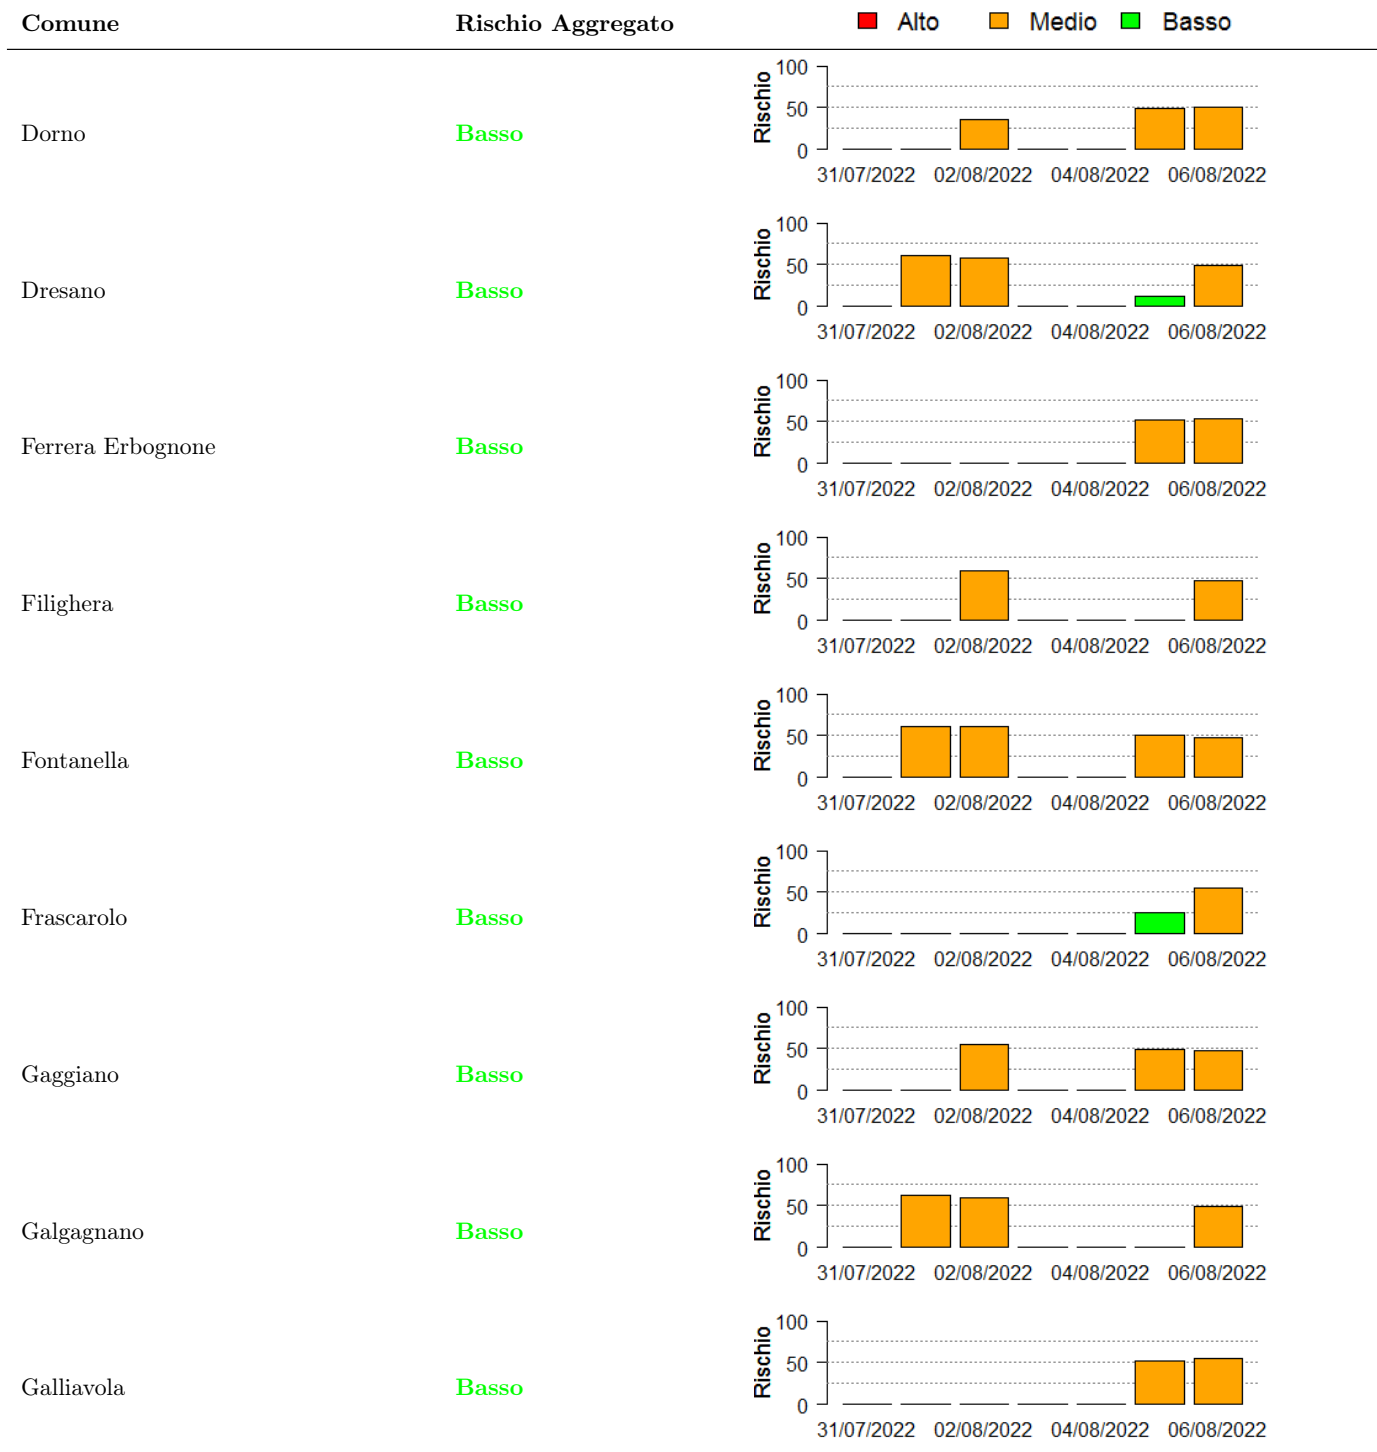 Comune Rischio Aggregato Alto Medio Basso
Dorno Basso
Rischio
100
50
0
31/07/2022 02/08/2022 04/08/2022 06/08/2022
Dresano Basso
Rischio
100
50
0
31/07/2022 02/08/2022 04/08/2022 06/08/2022
Ferrera Erbognone Basso
Rischio
100
50
0
31/07/2022 02/08/2022 04/08/2022 06/08/2022
Filighera Basso
Rischio
100
50
0
31/07/2022 02/08/2022 04/08/2022 06/08/2022
Fontanella Basso
Rischio
100
50
0
31/07/2022 02/08/2022 04/08/2022 06/08/2022
Frascarolo Basso
Rischio
100
50
0
31/07/2022 02/08/2022 04/08/2022 06/08/2022
Gaggiano Basso
Rischio
100
50
0
31/07/2022 02/08/2022 04/08/2022 06/08/2022
Galgagnano Basso
Rischio
100
50
0
31/07/2022 02/08/2022 04/08/2022 06/08/2022
Galliavola Basso
Rischio
100
50
0
31/07/2022 02/08/2022 04/08/2022 06/08/2022